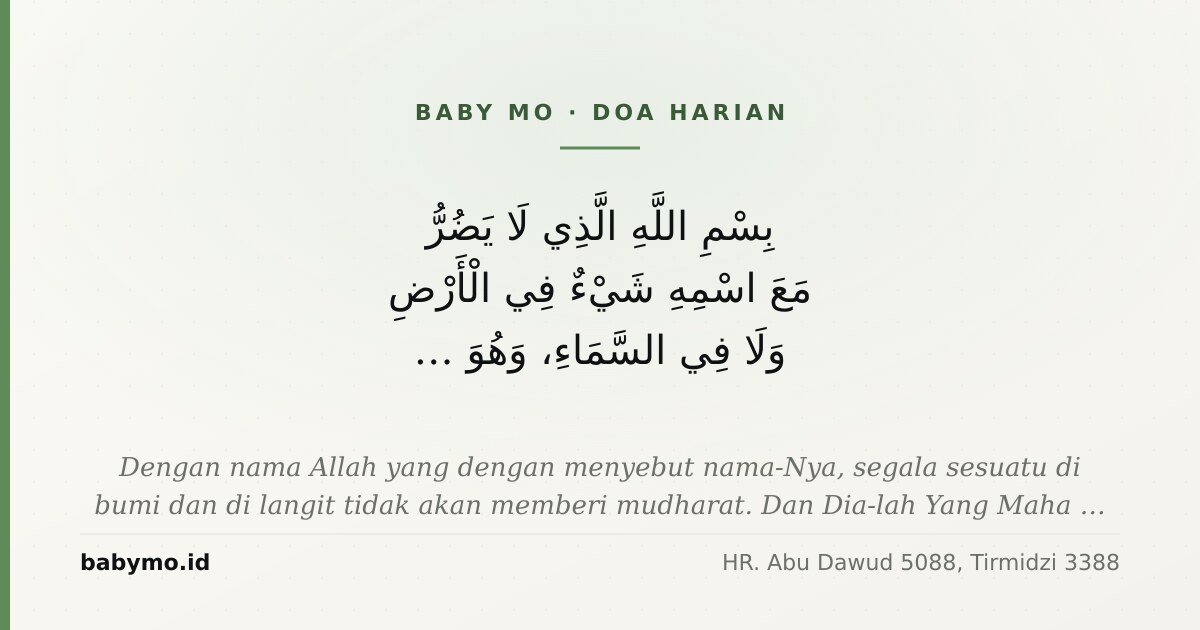 BABY MO · DOA HARIAN
بِسْمِ اللَّهِ الَّذِي لَا يَضُرُّ
مَعَ اسْمِهِ شَيْءٌ فِي الْأَرْضِ
وَلَا فِي السَّمَاءِ، وَهُوَ ...
Dengan nama Allah yang dengan menyebut nama-Nya, segala sesuatu di
bumi dan di langit tidak akan memberi mudharat. Dan Dia-lah Yang Maha ...
babymo.id
HR. Abu Dawud 5088, Tirmidzi 3388